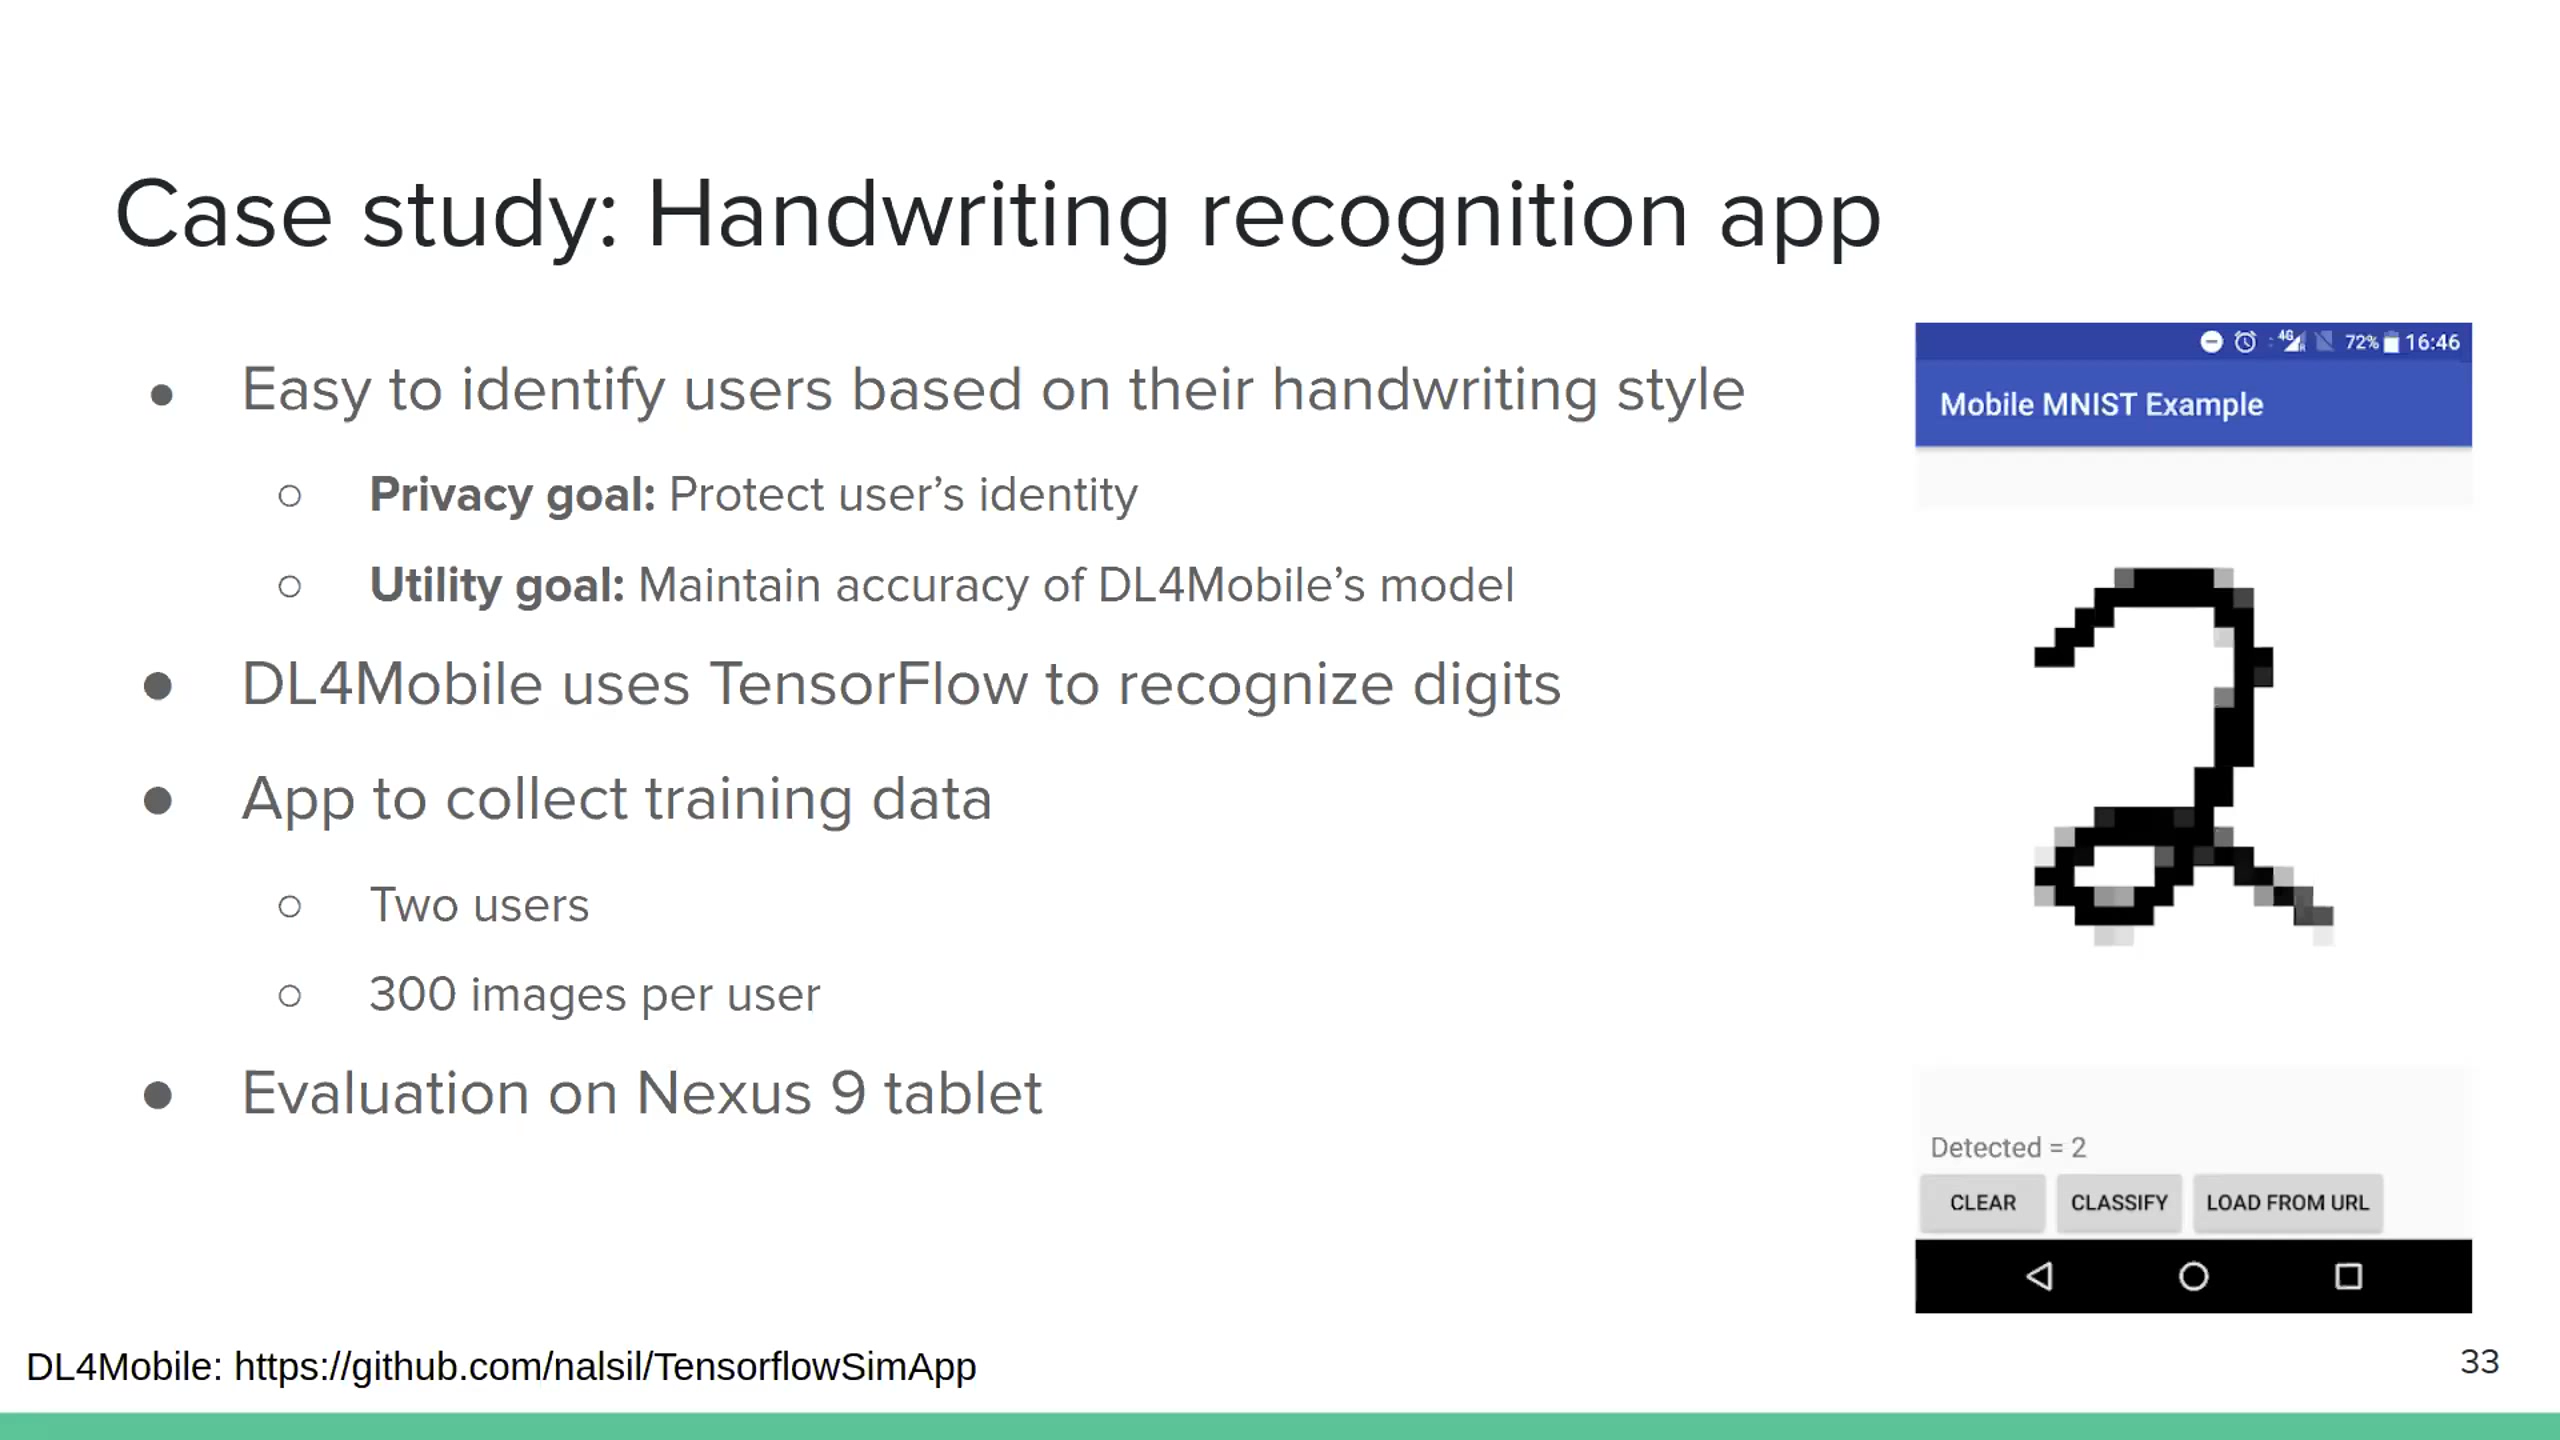 Case study: Handwriting recognition app
● Easy to identify users based on their handwriting style
○ Privacy goal: Protect user’s identity
○ Utility goal: Maintain accuracy of DL4Mobile’s model
● DL4Mobile uses TensorFlow to recognize digits
● App to collect training data
○ Two users
○ 300 images per user
● Evaluation on Nexus 9 tablet
4G 72% 16:46
Mobile MNIST Example
2
Detected = 2
CLEAR CLASSIFY LOAD FROM URL
DL4Mobile: https://github.com/nalsil/TensorflowSimApp
33